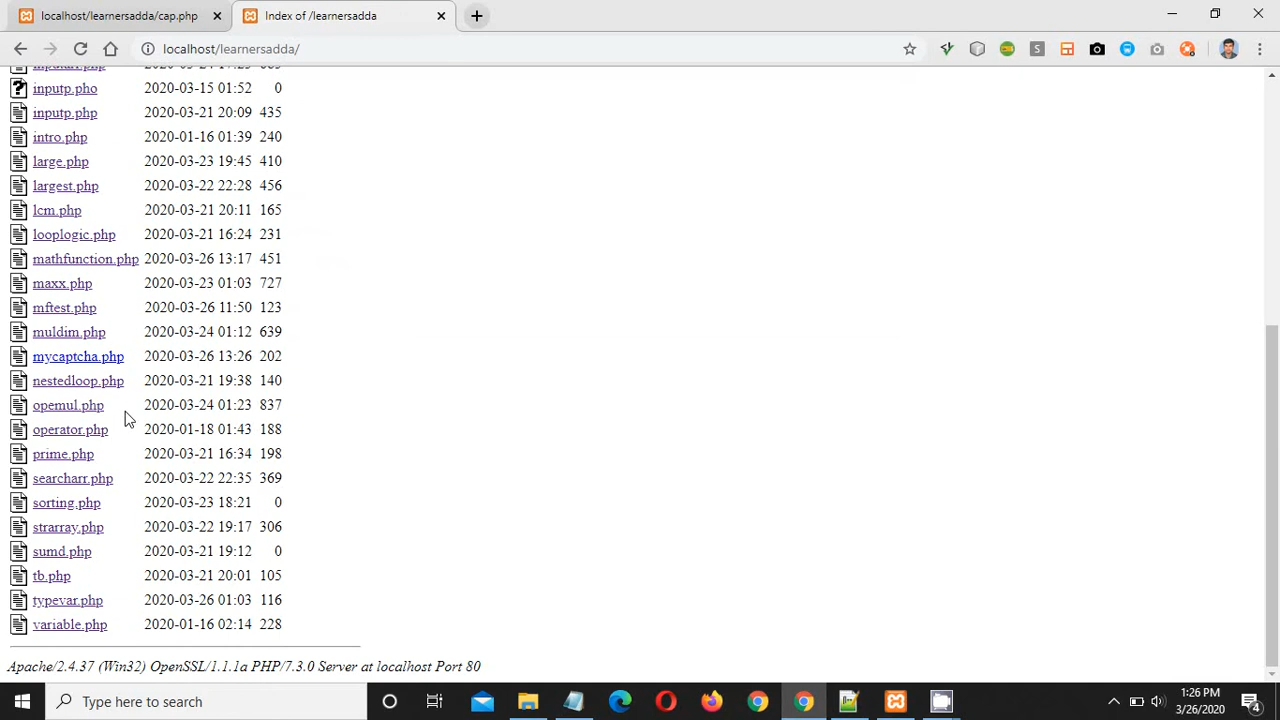 localhost/learnersadda/cap.php
Index of /learnersadda
localhost/learnersadda/
inputp.pho 2020-03-15 01:52 0
inputp.php 2020-03-21 20:09 435
intro.php 2020-01-16 01:39 240
large.php 2020-03-23 19:45 410
largest.php 2020-03-22 22:28 456
lcm.php 2020-03-21 20:11 165
looplogic.php 2020-03-21 16:24 231
mathfunction.php 2020-03-26 13:17 451
maxx.php 2020-03-23 01:03 727
mftest.php 2020-03-26 11:50 123
muldim.php 2020-03-24 01:12 639
mycaptcha.php 2020-03-26 13:26 202
nestedloop.php 2020-03-21 19:38 140
opemul.php 2020-03-24 01:23 837
operator.php 2020-01-18 01:43 188
prime.php 2020-03-21 16:34 198
searcharr.php 2020-03-22 22:35 369
sorting.php 2020-03-23 18:21 0
strarray.php 2020-03-22 19:17 306
sumd.php 2020-03-21 19:12 0
tb.php 2020-03-21 20:01 105
typevar.php 2020-03-26 01:03 116
variable.php 2020-01-16 02:14 228
Apache/2.4.37 (Win32) OpenSSL/1.1.1a PHP/7.3.0 Server at localhost Port 80
Type here to search
1:26 PM
3/26/2020
4